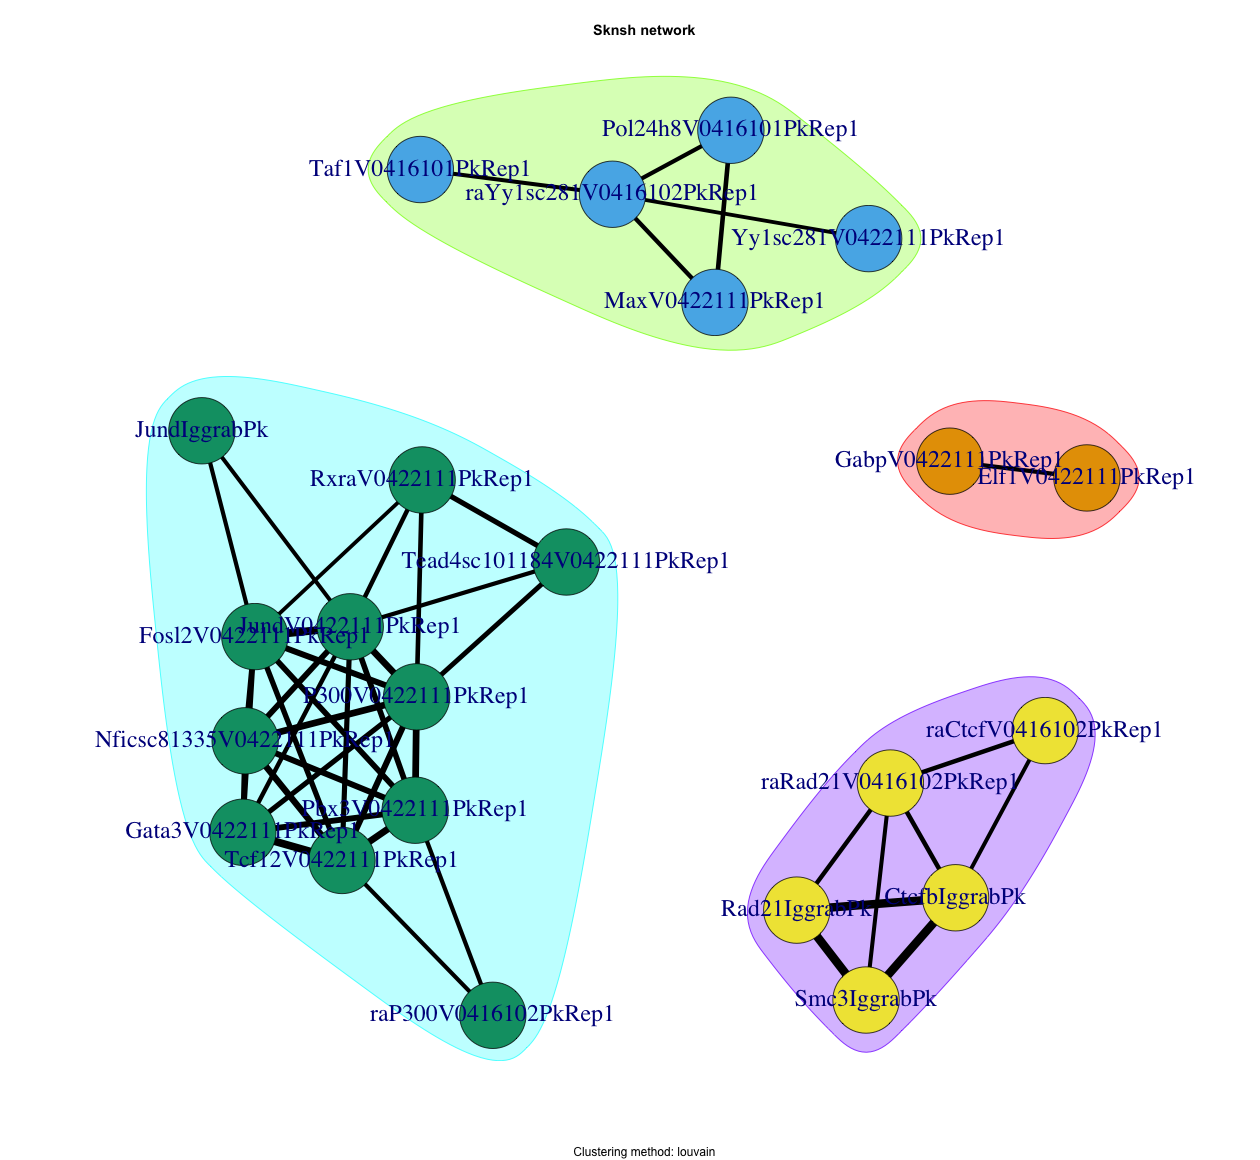 Sknsh network
Pol24h8V0416101PkRep1
Taf1V0416101PkRep1
raYy1sc281V0416102PkRep1
Yy1sc281V0422111PkRep1
MaxV0422111PkRep1
JundIggrabPk
GabpV0422111PkRep1
Elf1V0422111PkRep1
RxraV0422111PkRep1
Tead4sc101184V0422111PkRep1
JundV0422111PkRep1
Fosl2V0422111PkRep1
P300V0422111PkRep1
raCtcfV0416102PkRep1
Nficsc81335V0422111PkRep1
raRad21V0416102PkRep1
Pbx3V0422111PkRep1
Gata3V0422111PkRep1
Tcf12V0422111PkRep1
CtcfbIggrabPk
Rad21IggrabPk
Smc3IggrabPk
raP300V0416102PkRep1
Clustering method: louvain